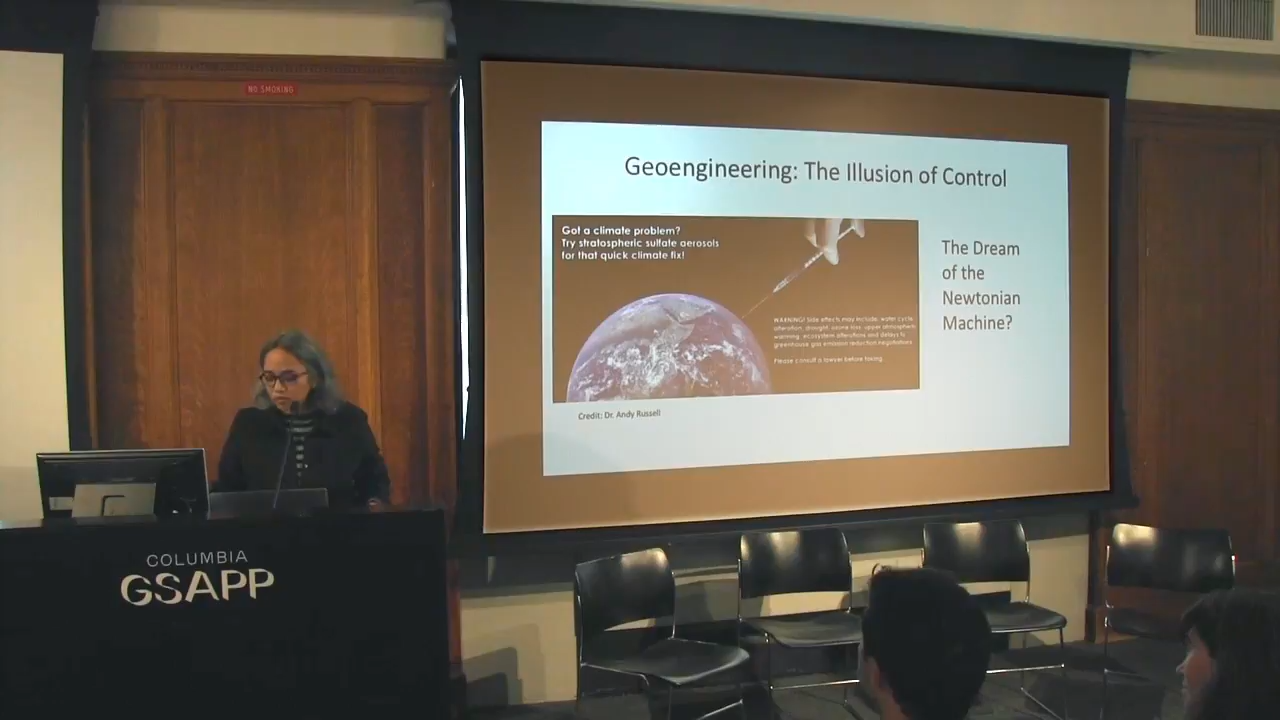 NO SMOKING
Geoengineering: The Illusion of Control
Got a climate problem?
Try stratospheric sulfate aerosols
for that quick climate fix!
WARNING! Side effects may include: water cycle
alteration, drought, ozone loss, upper atmospheric
warming, ecosystem alterations and delays to
greenhouse gas emission reduction negotiations
Please consult a lawyer before taking
Credit: Dr. Andy Russell
The Dream
of the
Newtonian
Machine?
COLUMBIA
GSAPP